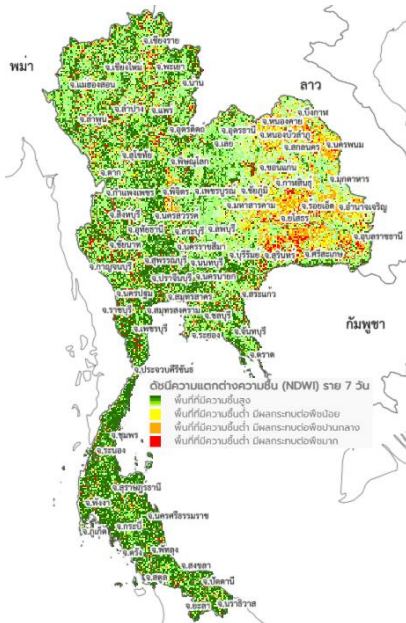 จ.เชียงราย
พม่า
จ.เชียงใหม่
จ.พะเยา
ลาว
จ.แม่ฮ่องสอน
จ.น่าน
จ.บึงกาฬ
จ.ลำปาง
จ.แพร่
จ.หนองคาย
จ.ลำพูน
จ.อุตรดิตถ์
จ.อุดรธานี
จ.หนองบัวลำภู
จ.เลย
จ.สกลนคร
จ.นครพนม
จ.สุโขทัย
จ.พิษณุโลก
จ.ขอนแก่น
จ.ตาก
จ.มุกดาหาร
จ.กำแพงเพชร
จ.พิจิตร
จ.เพชรบูรณ์
จ.ชัยภูมิ
จ.กาฬสินธุ์
จ.มหาสารคาม
จ.ร้อยเอ็ด
จ.อำนาจเจริญ
จ.สิงห์บุรี
จ.นครสวรรค์
จ.ยโสธร
จ.อุทัยธานี
จ.สระบุรี
จ.ลพบุรี
จ.อุบลราชธานี
จ.ชัยนาท
จ.นครราชสีมา
จ.บุรีรัมย์
จ.สุรินทร์
จ.ศรีสะเกษ
จ.สุพรรณบุรี
จ.นนทบุรี
จ.กาญจนบุรี
จ.ปราจีนบุรี
จ.นครนายก
จ.นครปฐม
จ.สมุทรสาคร
จ.สระแก้ว
จ.ราชบุรี
จ.สมุทรสงคราม
จ.ชลบุรี
กัมพูชา
จ.เพชรบุรี
จ.ระยอง
จ.จันทบุรี
จ.ตราด
จ.ประจวบคีรีขันธ์
ดัชนีความแตกต่างความชื้น (NDWI) ราย 7 วัน
พื้นที่ที่มีความชื้นสูง
พื้นที่ที่มีความชื้นต่ำ มีผลกระทบต่อพืชน้อย
พื้นที่ที่มีความชื้นต่ำ มีผลกระทบต่อพืชปานกลาง
พื้นที่ที่มีความชื้นต่ำ มีผลกระทบต่อพืชมาก
จ.ชุมพร
จ.ระนอง
จ.สุราษฎร์ธานี
จ.พังงา
จ.นครศรีธรรมราช
จ.ภูเก็ต
จ.กระบี่
จ.ตรัง
จ.พัทลุง
จ.สงขลา
จ.สตูล
จ.ปัตตานี
จ.ยะลา
จ.นราธิวาส